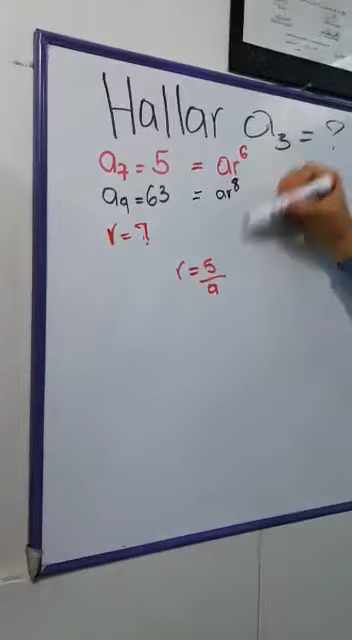 Hallar a₃ = ?
a₇ = 5 = ar⁶
a₉ = 63 = ar⁸
r = ?
r = 5/a